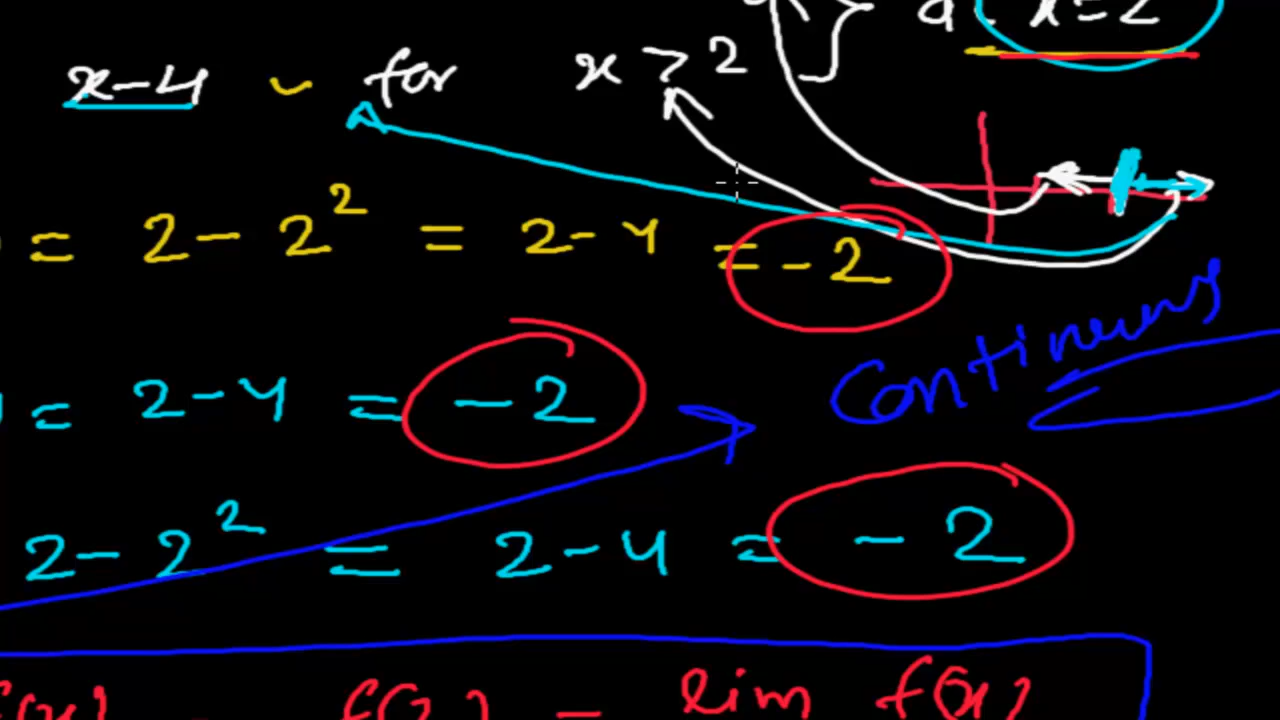 x=2
x-4 for x > 2
= 2-2² = 2-4 = -2
Continuous
= 2-4 = -2
2-2² = 2-4 = -2
f(x) = f(2) = lim f(x)